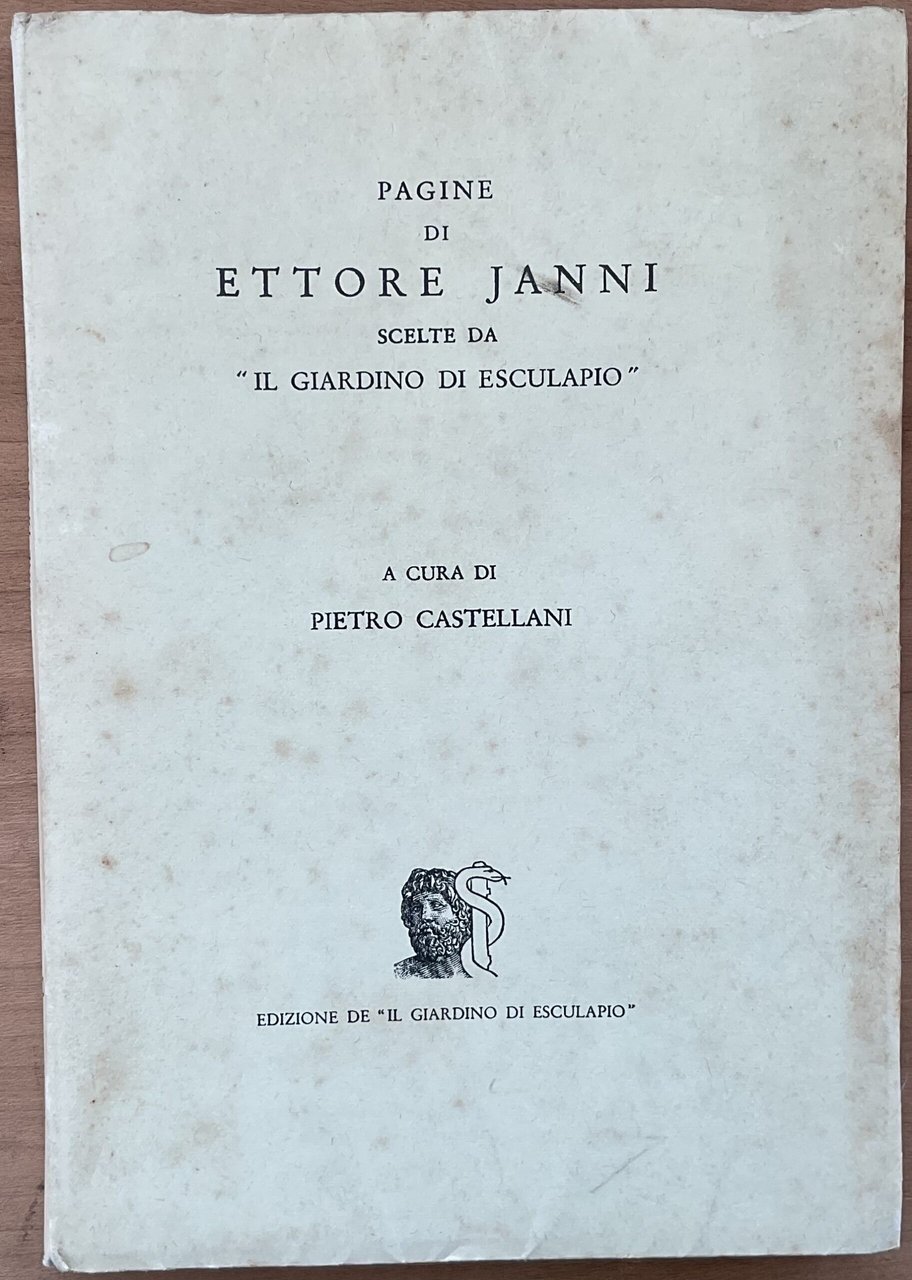 PAGINE
DI
ETTORE JANNI
SCELTE DA
"IL GIARDINO DI ESCULAPIO"
A CURA DI
PIETRO CASTELLANI
EDIZIONE DE "IL GIARDINO DI ESCULAPIO"